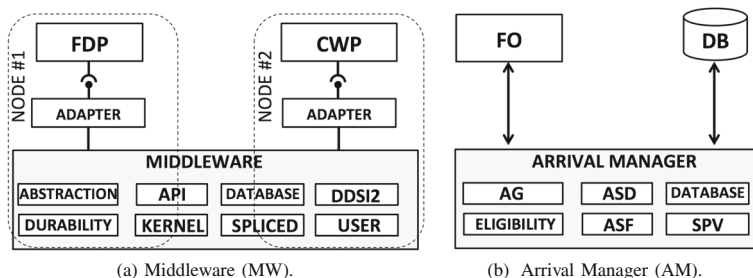 NODE #1
FDP
ADAPTER
NODE #2
CWP
ADAPTER
MIDDLEWARE
ABSTRACTION API DATABASE DDSI2
DURABILITY KERNEL SPLICED USER
(a) Middleware (MW).
FO
DB
ARRIVAL MANAGER
AG ASD DATABASE
ELIGIBILITY ASF SPV
(b) Arrival Manager (AM).